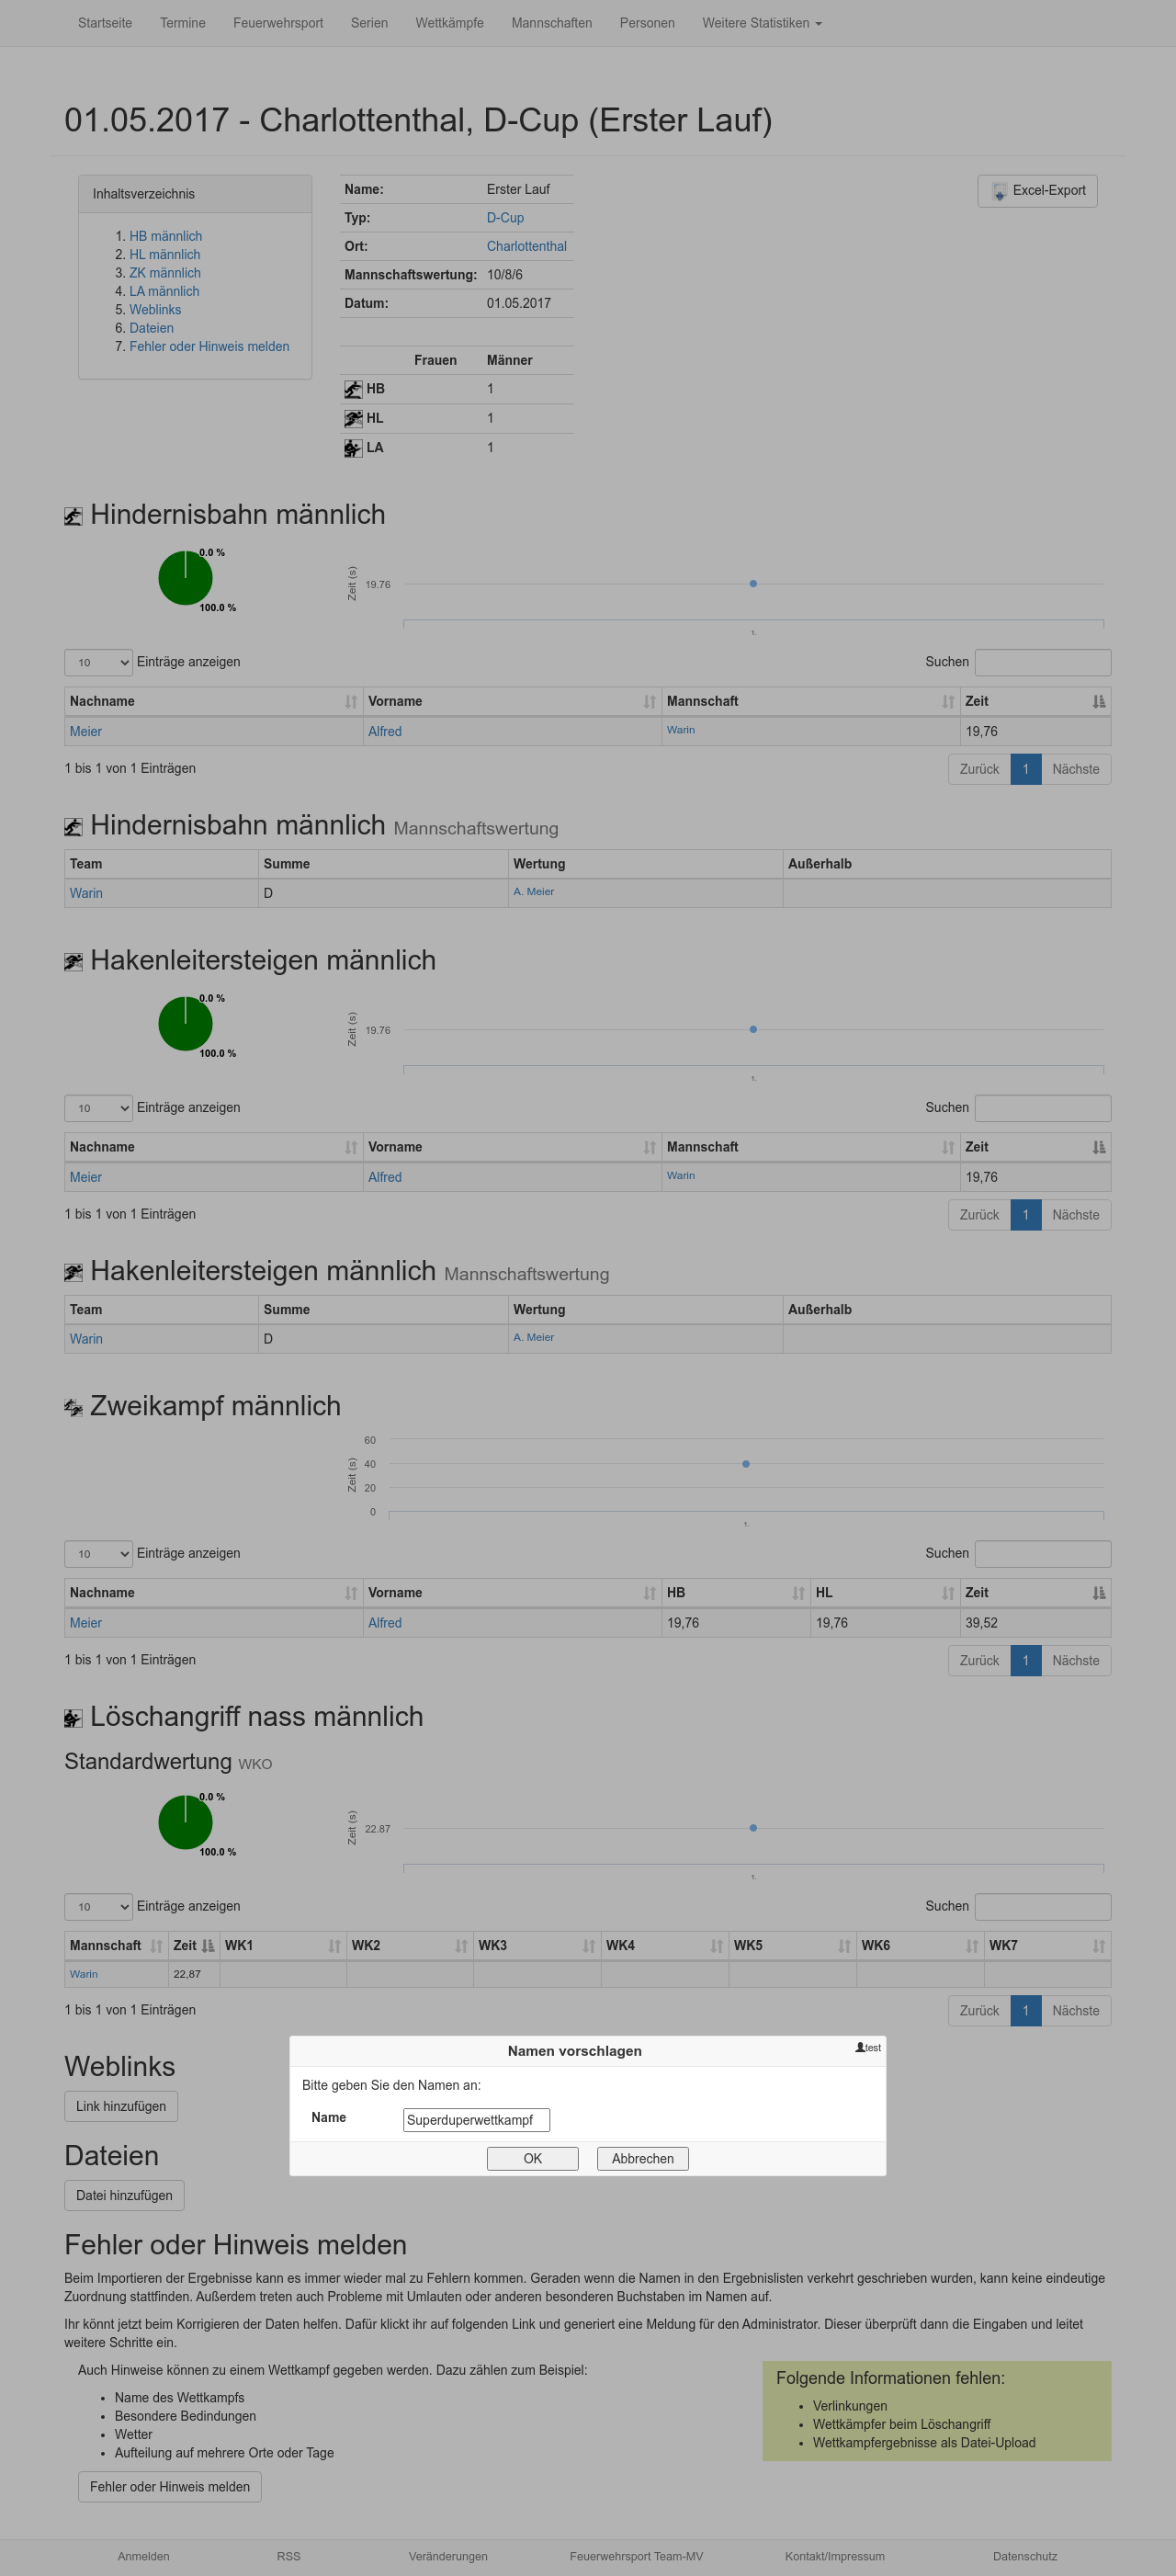 Startseite Termine Feuerwehrsport Serien Wettkämpfe Mannschaften Personen Weitere Statistiken
01.05.2017 - Charlottenthal, D-Cup (Erster Lauf)
Inhaltsverzeichnis
1. HB männlich
2. HL männlich
3. ZK männlich
4. LA männlich
5. Weblinks
6. Dateien
7. Fehler oder Hinweis melden
Name: Erster Lauf
Typ: D-Cup
Ort: Charlottenthal
Mannschaftswertung: 10/8/6
Datum: 01.05.2017
Frauen Männer
HB 1
HL 1
LA 1
Excel-Export
Hindernisbahn männlich
0.0 %
100.0 %
Zeit (s)
19.76
1.
10 Einträge anzeigen Suchen
Nachname Vorname Mannschaft Zeit
Meier Alfred Warin 19,76
1 bis 1 von 1 Einträgen Zurück 1 Nächste
Hindernisbahn männlich Mannschaftswertung
Team Summe Wertung Außerhalb
Warin D A. Meier
Hakenleitersteigen männlich
0.0 %
100.0 %
Zeit (s)
19.76
1.
10 Einträge anzeigen Suchen
Nachname Vorname Mannschaft Zeit
Meier Alfred Warin 19,76
1 bis 1 von 1 Einträgen Zurück 1 Nächste
Hakenleitersteigen männlich Mannschaftswertung
Team Summe Wertung Außerhalb
Warin D A. Meier
Zweikampf männlich
Zeit (s)
60
40
20
0
1.
10 Einträge anzeigen Suchen
Nachname Vorname HB HL Zeit
Meier Alfred 19,76 19,76 39,52
1 bis 1 von 1 Einträgen Zurück 1 Nächste
Löschangriff nass männlich
Standardwertung WKO
0.0 %
100.0 %
Zeit (s)
22.87
1.
10 Einträge anzeigen Suchen
Mannschaft Zeit WK1 WK2 WK3 WK4 WK5 WK6 WK7
Warin 22,87
1 bis 1 von 1 Einträgen Zurück 1 Nächste
Namen vorschlagen test
Bitte geben Sie den Namen an:
Name Superduperwettkampf
OK Abbrechen
Weblinks
Link hinzufügen
Dateien
Datei hinzufügen
Fehler oder Hinweis melden
Beim Importieren der Ergebnisse kann es immer wieder mal zu Fehlern kommen. Geraden wenn die Namen in den Ergebnislisten verkehrt geschrieben wurden, kann keine eindeutige
Zuordnung stattfinden. Außerdem treten auch Probleme mit Umlauten oder anderen besonderen Buchstaben im Namen auf.
Ihr könnt jetzt beim Korrigieren der Daten helfen. Dafür klickt ihr auf folgenden Link und generiert eine Meldung für den Administrator. Dieser überprüft dann die Eingaben und leitet
weitere Schritte ein.
Auch Hinweise können zu einem Wettkampf gegeben werden. Dazu zählen zum Beispiel:
• Name des Wettkampfs
• Besondere Bedindungen
• Wetter
• Aufteilung auf mehrere Orte oder Tage
Fehler oder Hinweis melden
Folgende Informationen fehlen:
• Verlinkungen
• Wettkämpfer beim Löschangriff
• Wettkampfergebnisse als Datei-Upload
Anmelden RSS Veränderungen Feuerwehrsport Team-MV Kontakt/Impressum Datenschutz